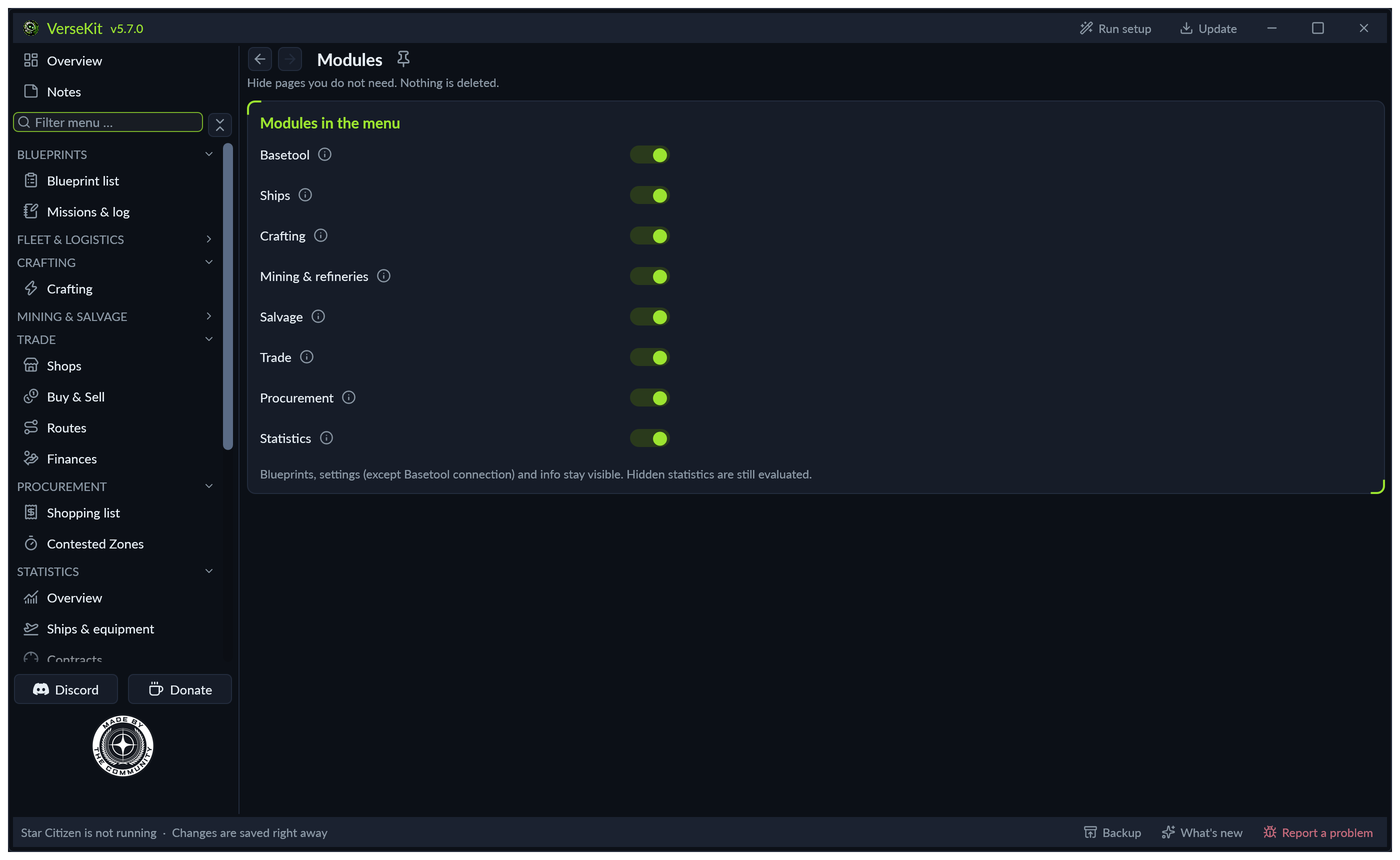 VerseKit v5.7.0
Run setup
Update
Overview
Notes
Filter menu ...
BLUEPRINTS
Blueprint list
Missions & log
FLEET & LOGISTICS
CRAFTING
Crafting
MINING & SALVAGE
TRADE
Shops
Buy & Sell
Routes
Finances
PROCUREMENT
Shopping list
Contested Zones
STATISTICS
Overview
Ships & equipment
Contracts
Discord
Donate
MADE BY
THE COMMUNITY
Modules
Hide pages you do not need. Nothing is deleted.
Modules in the menu
Basetool
Ships
Crafting
Mining & refineries
Salvage
Trade
Procurement
Statistics
Blueprints, settings (except Basetool connection) and info stay visible. Hidden statistics are still evaluated.
Star Citizen is not running · Changes are saved right away
Backup
What's new
Report a problem